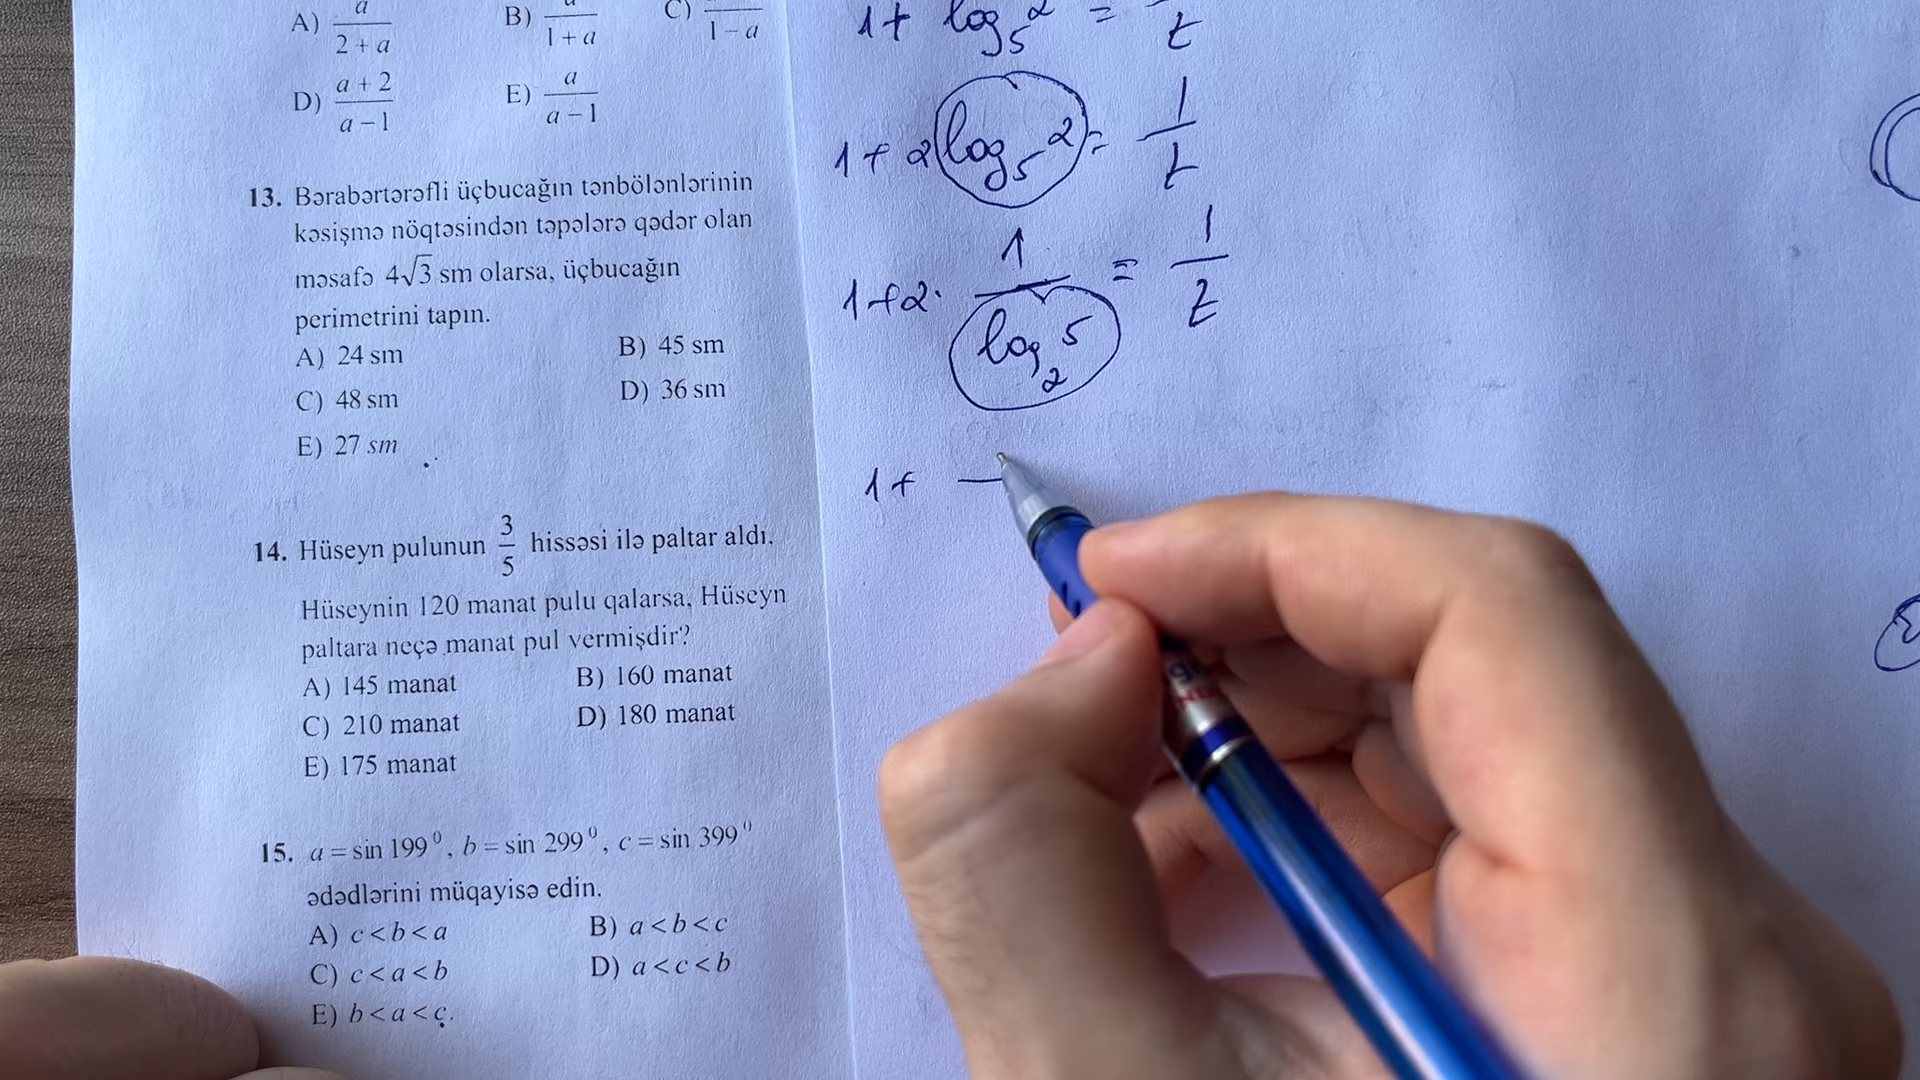 A) a/(2 + a) B) /(1 + a) C) /(1 − a)
D) (a + 2)/(a − 1) E) a/(a − 1)
13. Bərabərtərəfli üçbucağın tənbölənlərinin
kəsişmə nöqtəsindən təpələrə qədər olan
məsafə 4√3 sm olarsa, üçbucağın
perimetrini tapın.
A) 24 sm B) 45 sm
C) 48 sm D) 36 sm
E) 27 sm
14. Hüseyn pulunun 3/5 hissəsi ilə paltar aldı.
Hüseynin 120 manat pulu qalarsa, Hüseyn
paltara neçə manat pul vermişdir?
A) 145 manat B) 160 manat
C) 210 manat D) 180 manat
E) 175 manat
15. a = sin 199⁰, b = sin 299⁰, c = sin 399⁰
ədədlərini müqayisə edin.
A) c < b < a B) a < b < c
C) c < a < b D) a < c < b
E) b < a < c.
1+ log₅ =
1+2 log₅ 2 = 1/t
1+2· 1/log₂ 5 = 1/t
1+